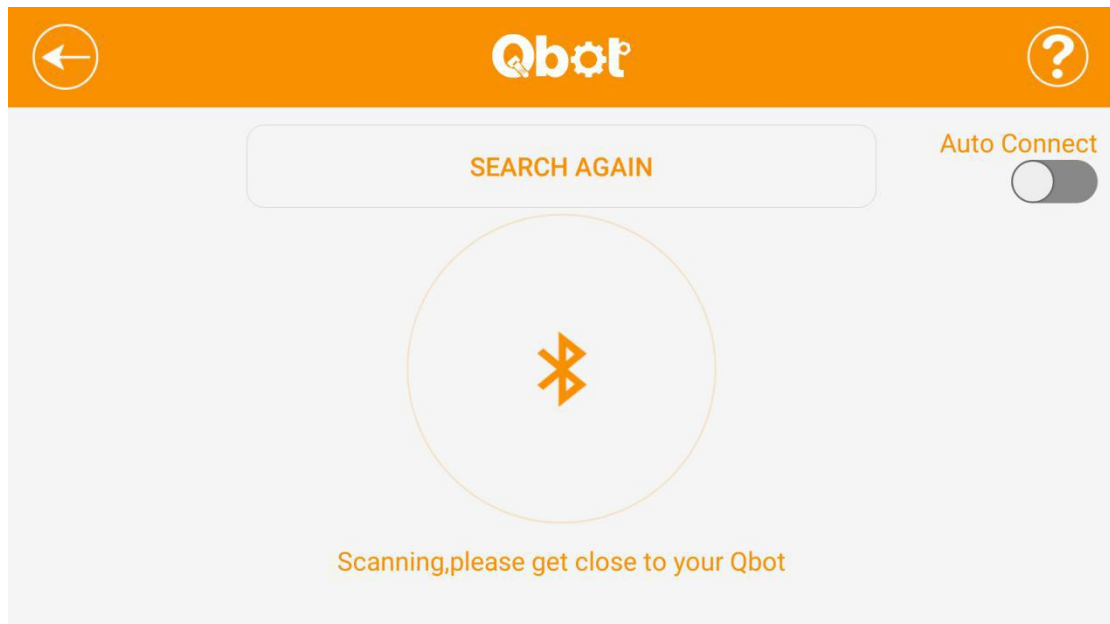 Qbot
?
SEARCH AGAIN
Auto Connect
Scanning,please get close to your Qbot